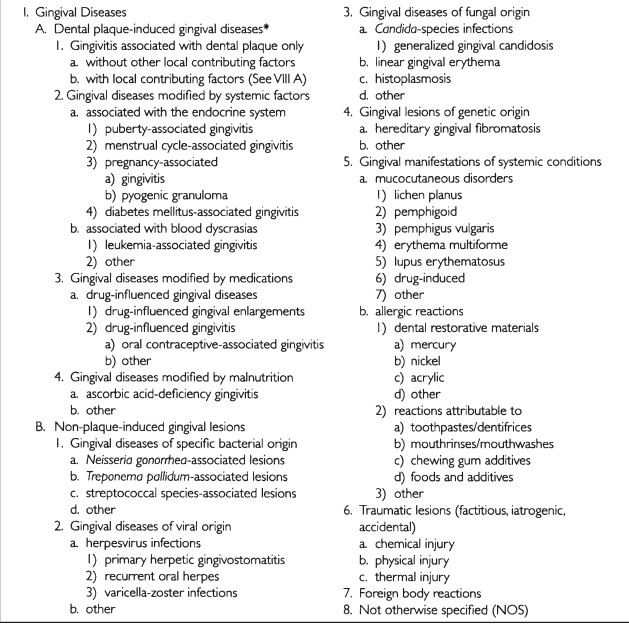 I. Gingival Diseases
A. Dental plaque-induced gingival diseases*
1. Gingivitis associated with dental plaque only
a. without other local contributing factors
b. with local contributing factors (See VIII A)
2. Gingival diseases modified by systemic factors
a. associated with the endocrine system
1) puberty-associated gingivitis
2) menstrual cycle-associated gingivitis
3) pregnancy-associated
a) gingivitis
b) pyogenic granuloma
4) diabetes mellitus-associated gingivitis
b. associated with blood dyscrasias
1) leukemia-associated gingivitis
2) other
3. Gingival diseases modified by medications
a. drug-influenced gingival diseases
1) drug-influenced gingival enlargements
2) drug-influenced gingivitis
a) oral contraceptive-associated gingivitis
b) other
4. Gingival diseases modified by malnutrition
a. ascorbic acid-deficiency gingivitis
b. other
B. Non-plaque-induced gingival lesions
1. Gingival diseases of specific bacterial origin
a. Neisseria gonorrhea-associated lesions
b. Treponema pallidum-associated lesions
c. streptococcal species-associated lesions
d. other
2. Gingival diseases of viral origin
a. herpesvirus infections
1) primary herpetic gingivostomatitis
2) recurrent oral herpes
3) varicella-zoster infections
b. other
3. Gingival diseases of fungal origin
a. Candida-species infections
1) generalized gingival candidosis
b. linear gingival erythema
c. histoplasmosis
d. other
4. Gingival lesions of genetic origin
a. hereditary gingival fibromatosis
b. other
5. Gingival manifestations of systemic conditions
a. mucocutaneous disorders
1) lichen planus
2) pemphigoid
3) pemphigus vulgaris
4) erythema multiforme
5) lupus erythematosus
6) drug-induced
7) other
b. allergic reactions
1) dental restorative materials
a) mercury
b) nickel
c) acrylic
d) other
2) reactions attributable to
a) toothpastes/dentifrices
b) mouthrinses/mouthwashes
c) chewing gum additives
d) foods and additives
3) other
6. Traumatic lesions (factitious, iatrogenic,
accidental)
a. chemical injury
b. physical injury
c. thermal injury
7. Foreign body reactions
8. Not otherwise specified (NOS)